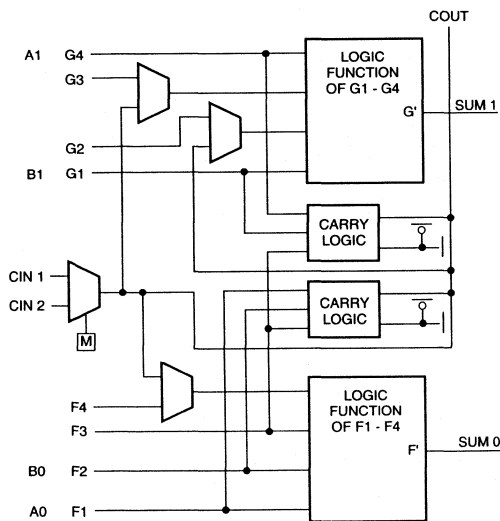 COUT
A1 G4
G3
LOGIC
FUNCTION
OF G1 - G4
G' SUM 1
G2
B1 G1
CARRY
LOGIC
CIN 1
CIN 2
CARRY
LOGIC
M
F4
F3
LOGIC
FUNCTION
OF F1 - F4
F' SUM 0
B0 F2
A0 F1